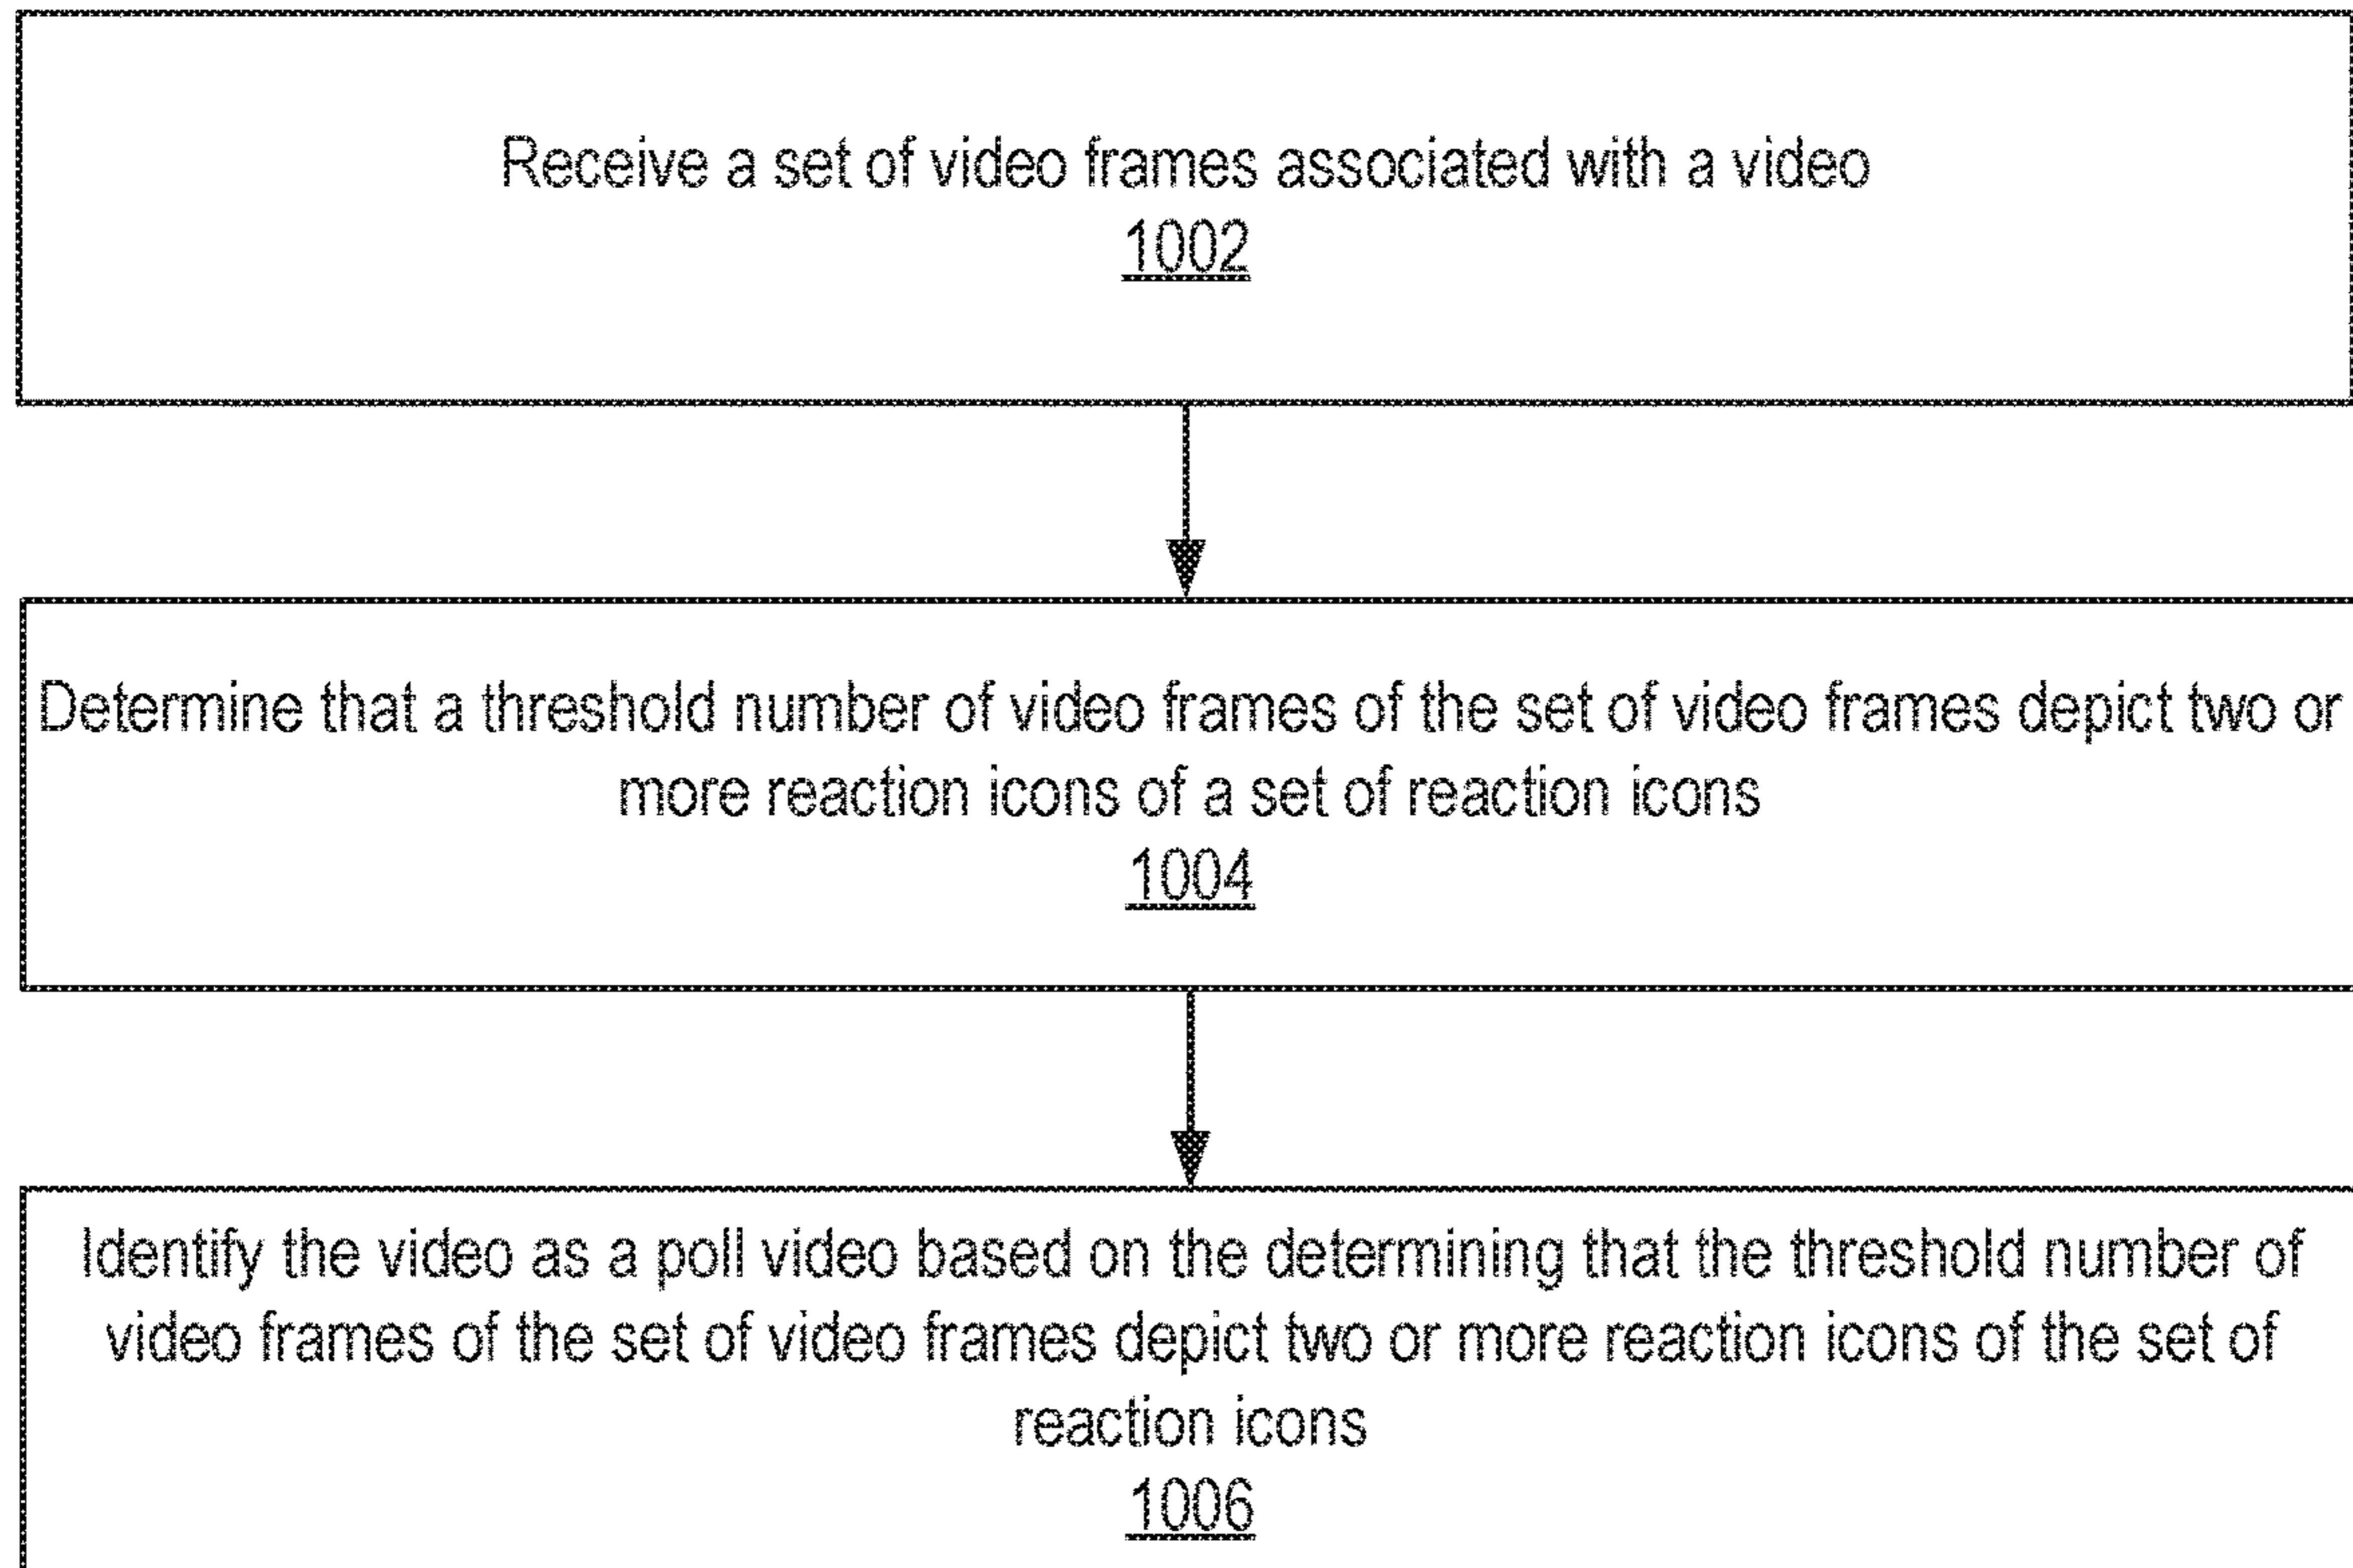 Receive a set of video frames associated with a video
1002
Determine that a threshold number of video frames of the set of video frames depict two or
more reaction icons of a set of reaction icons
1004
Identify the video as a poll video based on the determining that the threshold number of
video frames of the set of video frames depict two or more reaction icons of the set of
reaction icons
1006